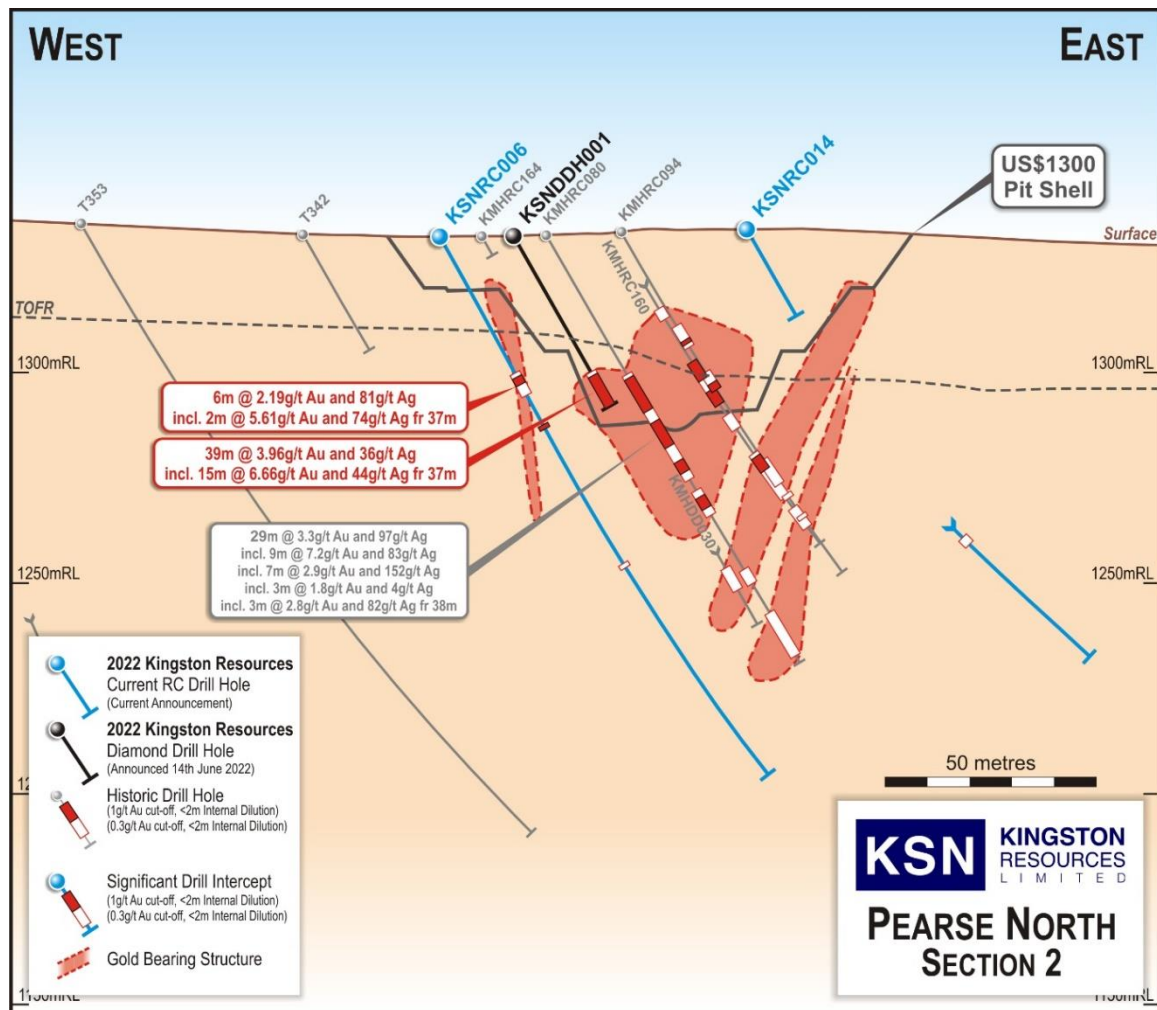 WEST
EAST
T353
T342
KSNRC006
KMHRC164
KSNDDH001
KMHRC080
KMHRC094
KSNRC014
US$1300
Pit Shell
Surface
KMHRC160
TOFR
1300mRL
1300mRL
6m @ 2.19g/t Au and 81g/t Ag
incl. 2m @ 5.61g/t Au and 74g/t Ag fr 37m
39m @ 3.96g/t Au and 36g/t Ag
incl. 15m @ 6.66g/t Au and 44g/t Ag fr 37m
KMHDD030
29m @ 3.3g/t Au and 97g/t Ag
incl. 9m @ 7.2g/t Au and 83g/t Ag
incl. 7m @ 2.9g/t Au and 152g/t Ag
incl. 3m @ 1.8g/t Au and 4g/t Ag
incl. 3m @ 2.8g/t Au and 82g/t Ag fr 38m
1250mRL
1250mRL
2022 Kingston Resources
Current RC Drill Hole
(Current Announcement)
2022 Kingston Resources
Diamond Drill Hole
(Announced 14th June 2022)
Historic Drill Hole
(1g/t Au cut-off, <2m Internal Dilution)
(0.3g/t Au cut-off, <2m Internal Dilution)
Significant Drill Intercept
(1g/t Au cut-off, <2m Internal Dilution)
(0.3g/t Au cut-off, <2m Internal Dilution)
Gold Bearing Structure
50 metres
KSN
KINGSTON
RESOURCES
LIMITED
PEARSE NORTH
SECTION 2